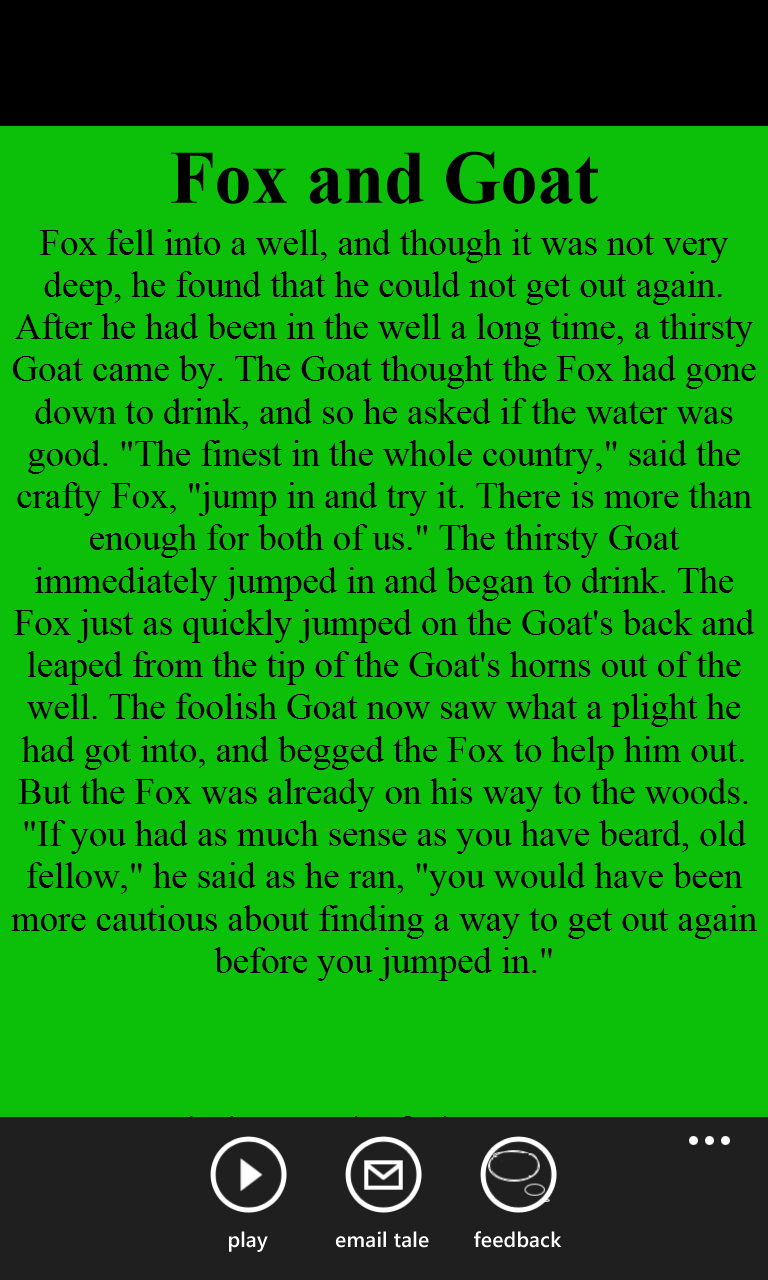 Fox and Goat
Fox fell into a well, and though it was not very
deep, he found that he could not get out again.
After he had been in the well a long time, a thirsty
Goat came by. The Goat thought the Fox had gone
down to drink, and so he asked if the water was
good. "The finest in the whole country," said the
crafty Fox, "jump in and try it. There is more than
enough for both of us." The thirsty Goat
immediately jumped in and began to drink. The
Fox just as quickly jumped on the Goat's back and
leaped from the tip of the Goat's horns out of the
well. The foolish Goat now saw what a plight he
had got into, and begged the Fox to help him out.
But the Fox was already on his way to the woods.
"If you had as much sense as you have beard, old
fellow," he said as he ran, "you would have been
more cautious about finding a way to get out again
before you jumped in."
play
email tale
feedback